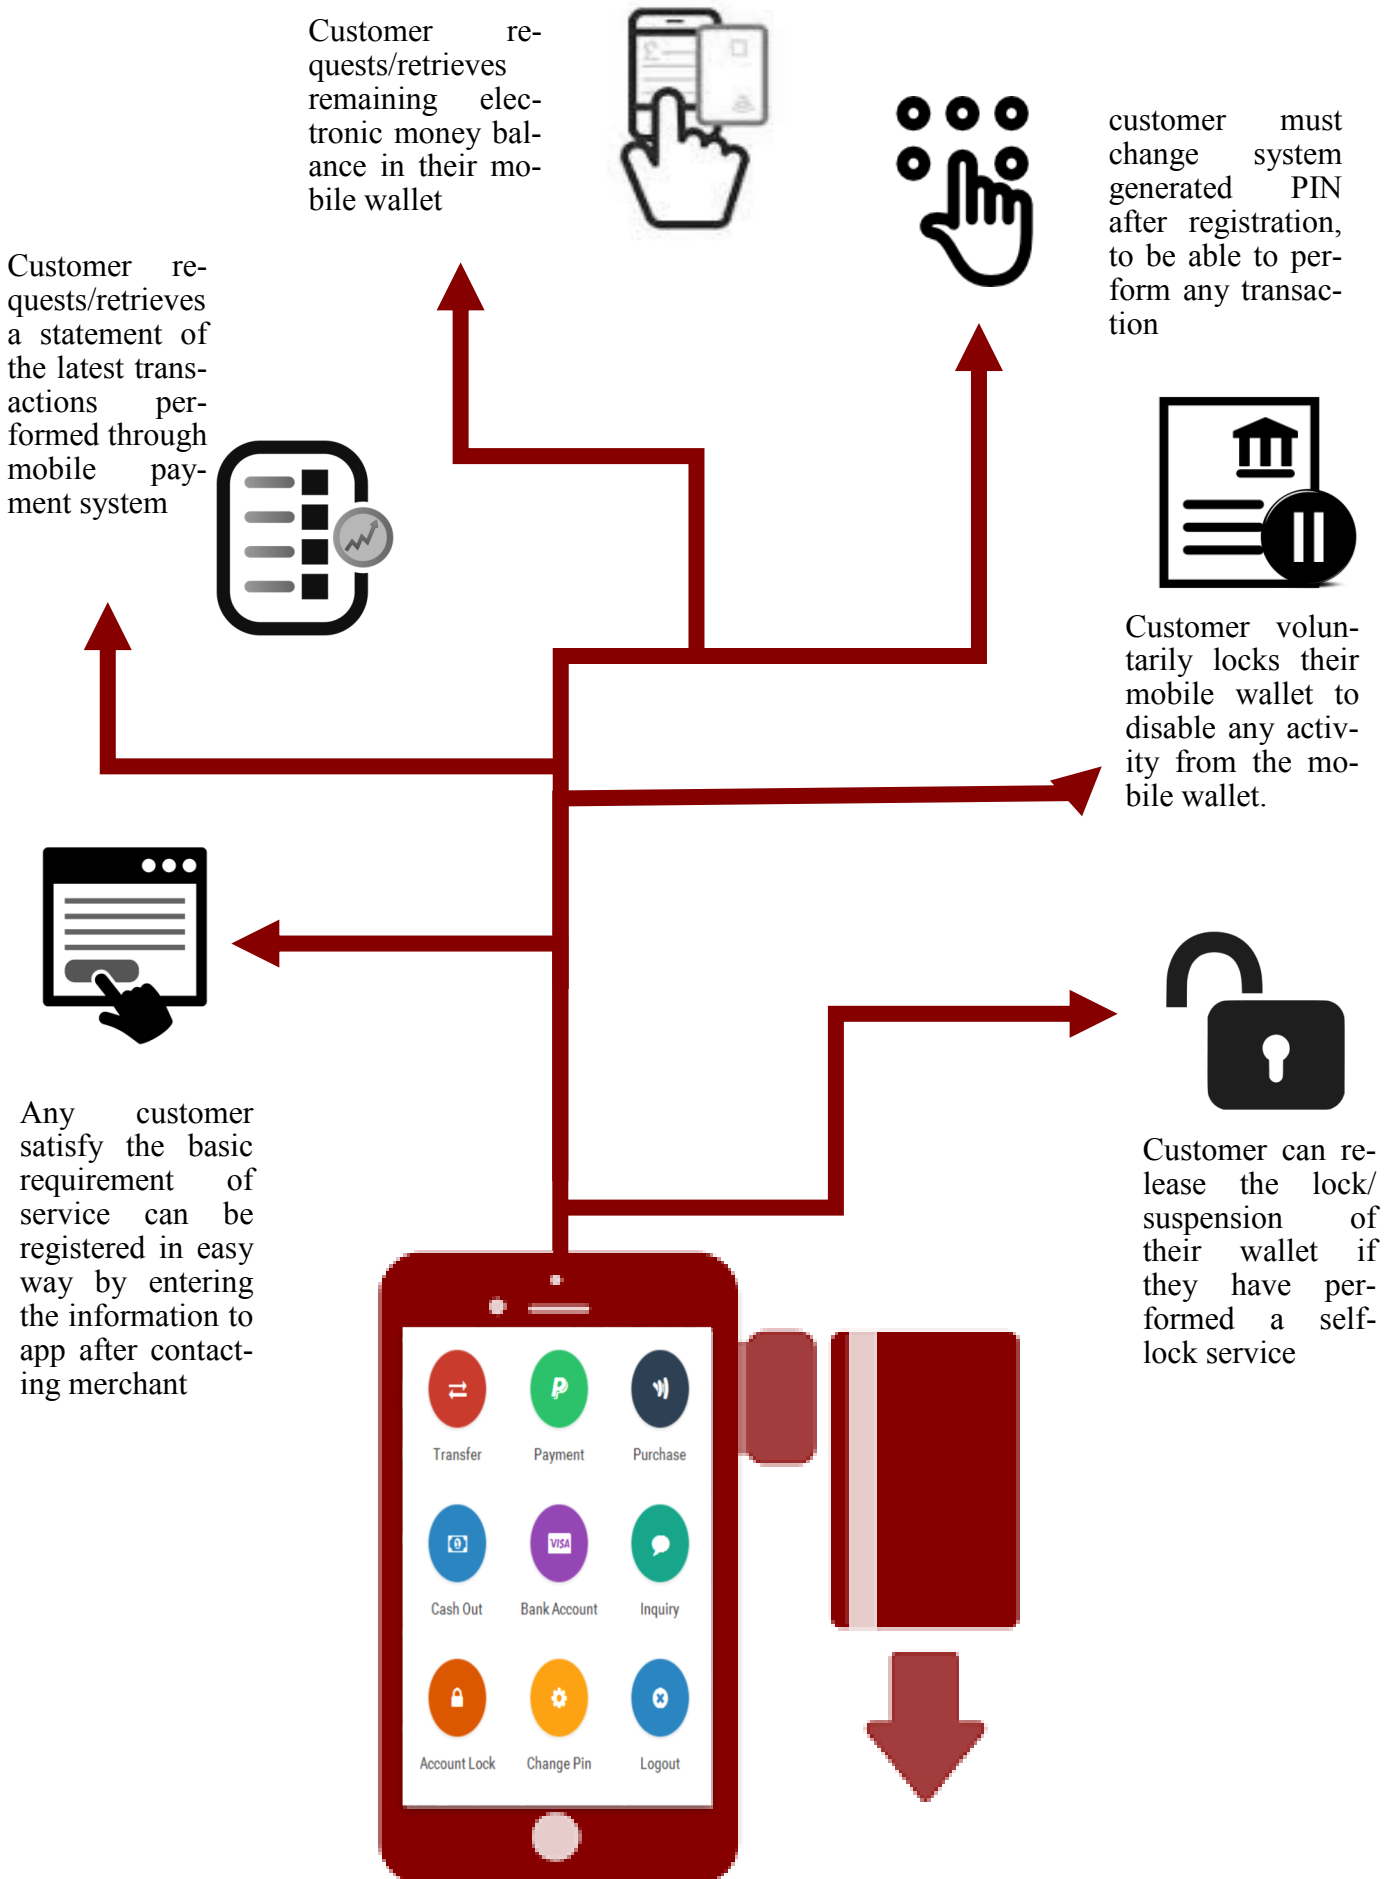 Customer re-
quests/retrieves
remaining elec-
tronic money bal-
ance in their mo-
bile wallet
customer must
change system
generated PIN
after registration,
to be able to per-
form any transac-
tion
Customer re-
quests/retrieves
a statement of
the latest trans-
actions per-
formed through
mobile pay-
ment system
Customer volun-
tarily locks their
mobile wallet to
disable any activ-
ity from the mo-
bile wallet.
Any customer
satisfy the basic
requirement of
service can be
registered in easy
way by entering
the information to
app after contact-
ing merchant
Customer can re-
lease the lock/
suspension of
their wallet if
they have per-
formed a self-
lock service
Transfer Payment Purchase
VISA
Cash Out Bank Account Inquiry
Account Lock Change Pin Logout